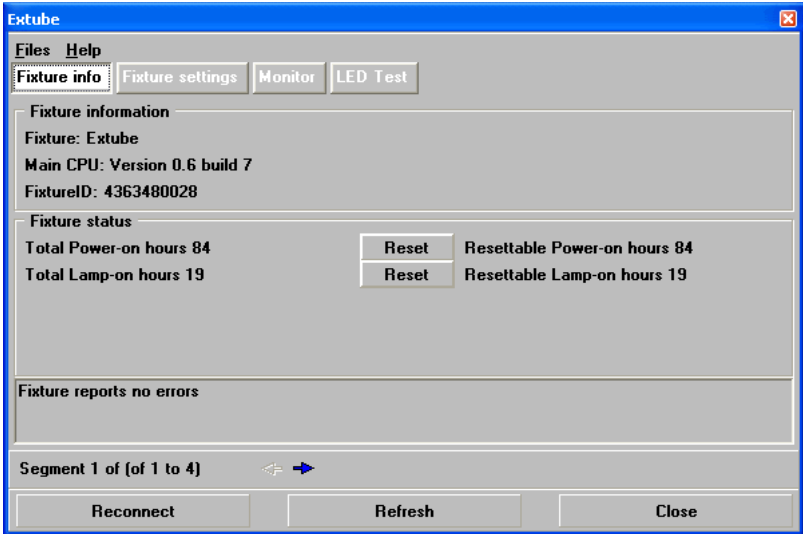 Extube
Files Help
Fixture info Fixture settings Monitor LED Test
Fixture information
Fixture: Extube
Main CPU: Version 0.6 build 7
FixtureID: 4363480028
Fixture status
Total Power-on hours 84 Reset Resettable Power-on hours 84
Total Lamp-on hours 19 Reset Resettable Lamp-on hours 19
Fixture reports no errors
Segment 1 of (of 1 to 4)
Reconnect Refresh Close